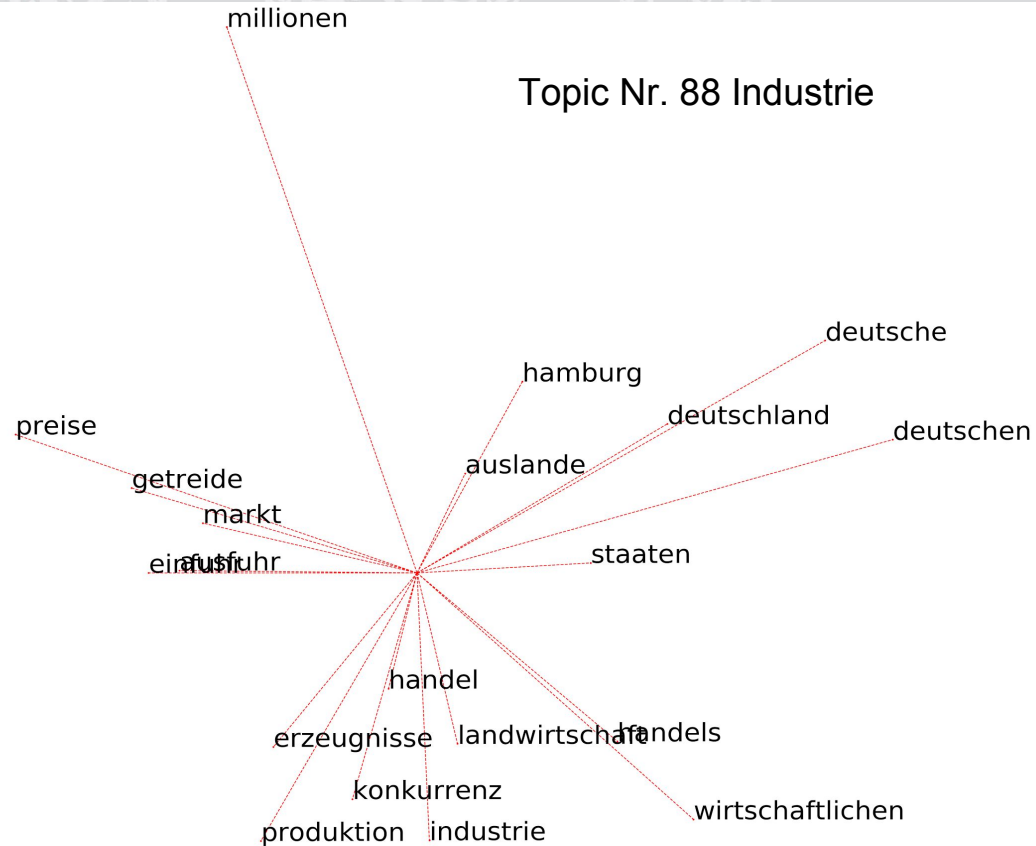 millionen
Topic Nr. 88 Industrie
deutsche
hamburg
deutschland
preise
deutschen
auslande
getreide
markt
staaten
einfuhr
ausfuhr
handel
handels
landwirtschaft
erzeugnisse
konkurrenz
wirtschaftlichen
produktion
industrie